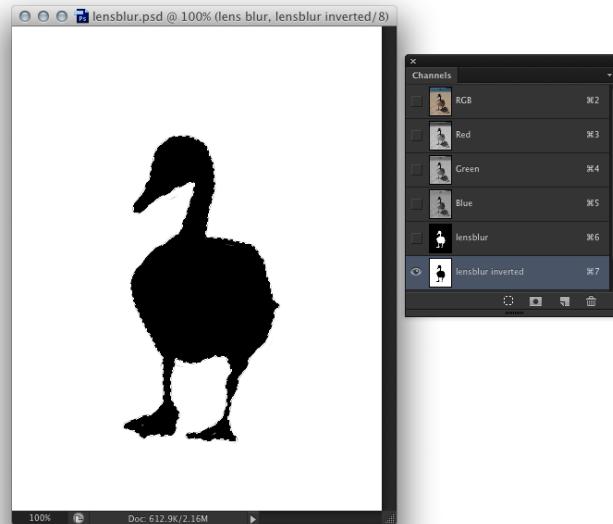 Ps lensblur.psd @ 100% (lens blur, lensblur inverted/8)
Channels
RGB ⌘2
Red ⌘3
Green ⌘4
Blue ⌘5
lensblur ⌘6
lensblur inverted ⌘7
100% Doc: 612.9K/2.16M